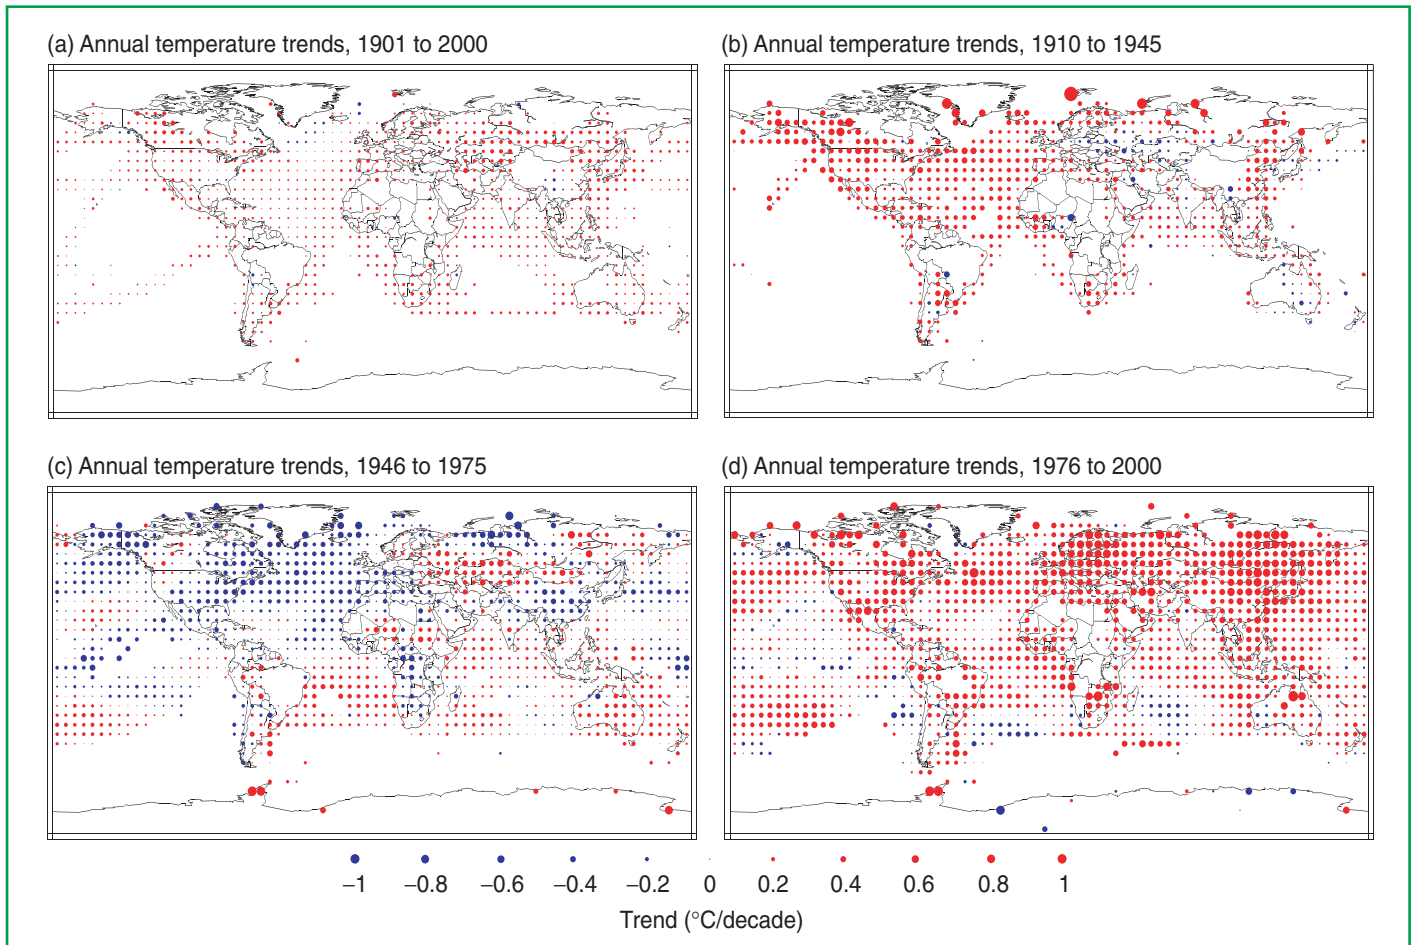 (a) Annual temperature trends, 1901 to 2000
(b) Annual temperature trends, 1910 to 1945
(c) Annual temperature trends, 1946 to 1975
(d) Annual temperature trends, 1976 to 2000
−1 −0.8 −0.6 −0.4 −0.2 0 0.2 0.4 0.6 0.8 1
Trend (°C/decade)